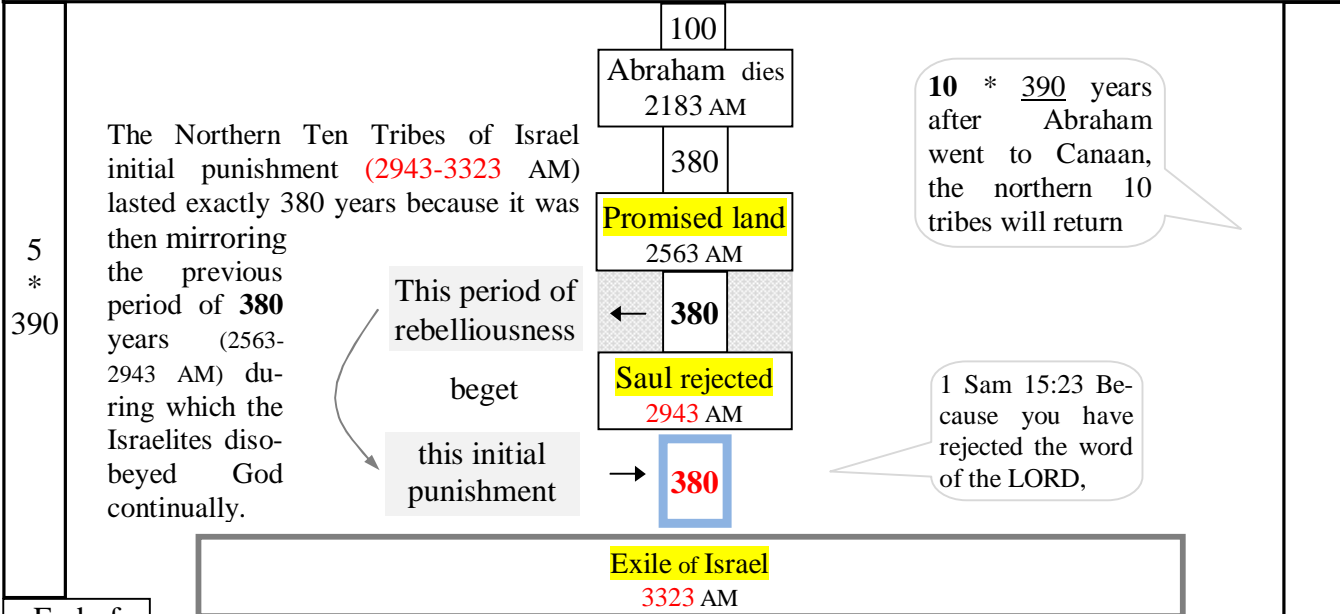 100
Abraham dies
2183 AM
380
Promised land
2563 AM
380
Saul rejected
2943 AM
380
Exile of Israel
3323 AM
5
*
390
The Northern Ten Tribes of Israel
initial punishment (2943-3323 AM)
lasted exactly 380 years because it was
then mirroring
the previous
period of 380
years (2563-
2943 AM) du-
ring which the
Israelites diso-
beyed God
continually.
This period of
rebelliousness
←
beget
this initial
punishment
→
10 * 390 years
after Abraham
went to Canaan,
the northern 10
tribes will return
1 Sam 15:23 Be-
cause you have
rejected the word
of the LORD,
End of